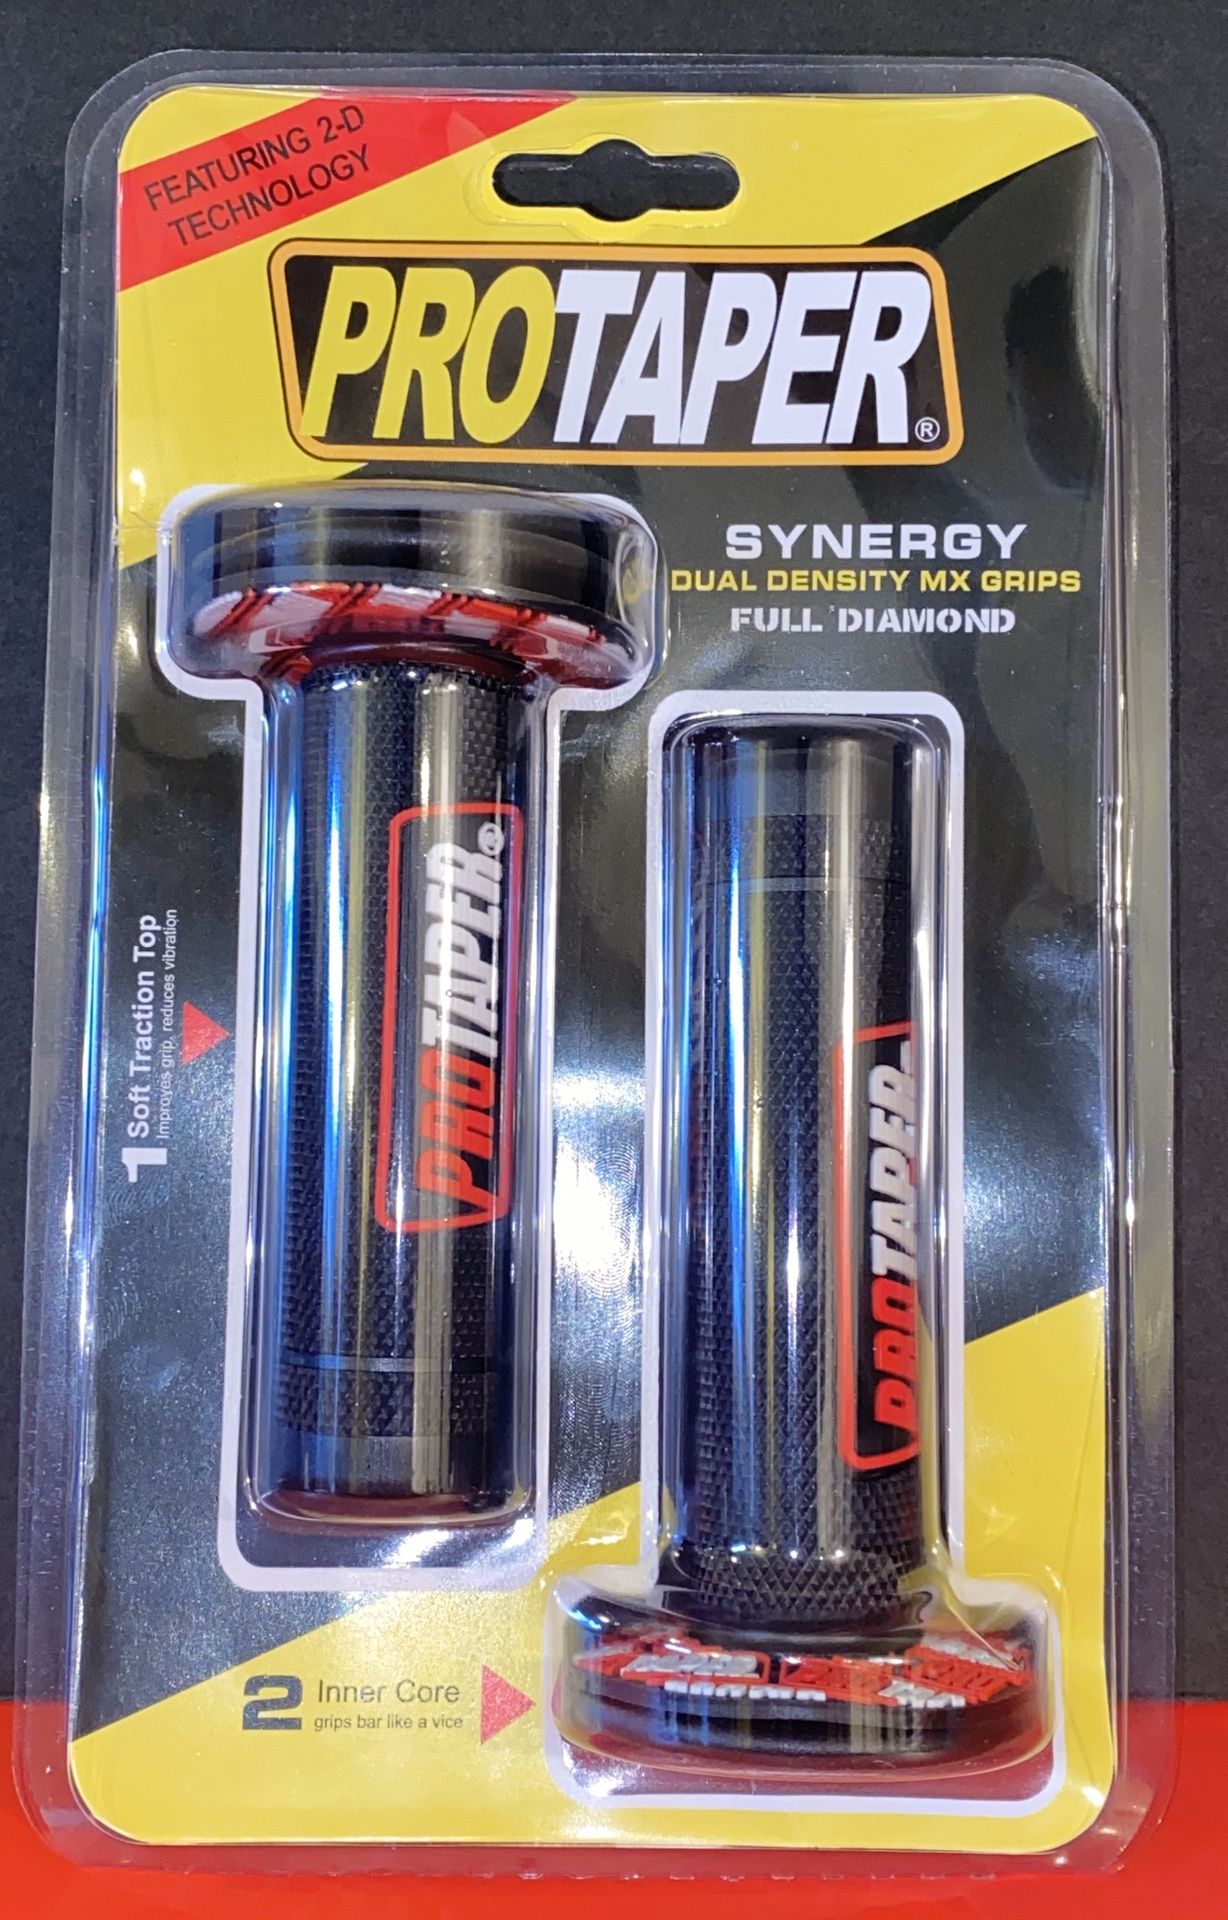 FEATURING 2-D
TECHNOLOGY
PROTAPER®
SYNERGY
DUAL DENSITY MX GRIPS
FULL DIAMOND
PROTAPER®
PROTAPER
1 Soft Traction Top
Improves grip, reduces vibration
2 Inner Core
grips bar like a vice